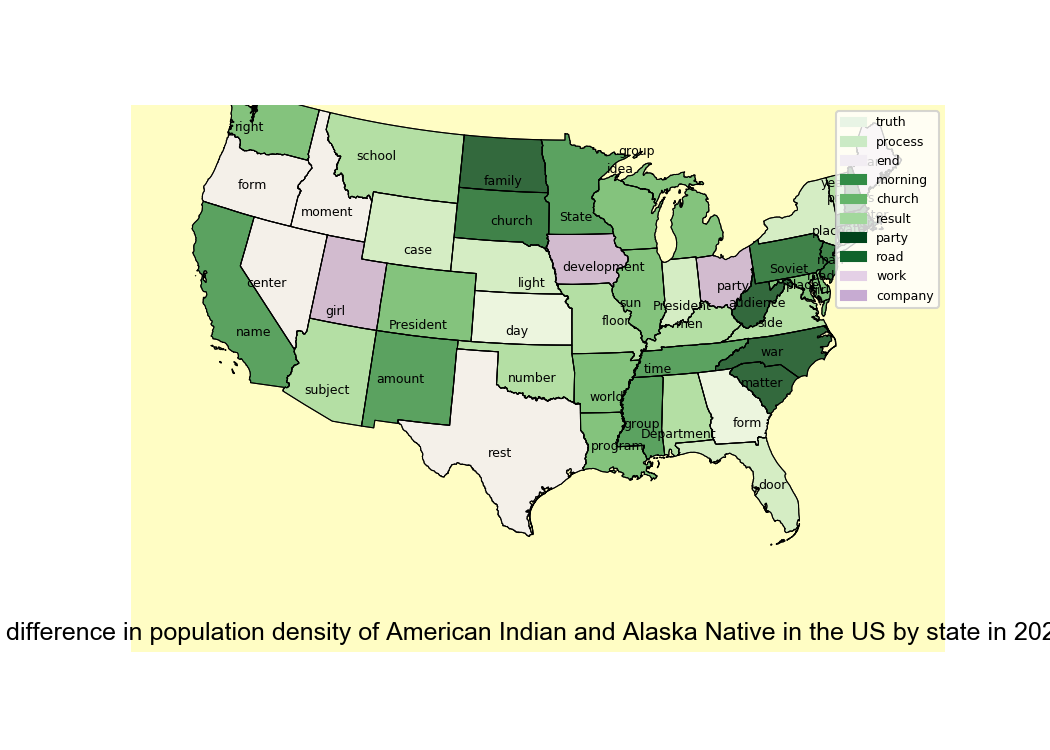 truth
process
end
morning
church
result
party
road
work
company
right
group
idea
school
family
form
church
State
moment
case
center
development
light
girl
sun
President
party
Soviet
audience
President
day
floor
men
side
name
war
time
subject
amount
number
world
matter
group
form
Department
program
rest
door
difference in population density of American Indian and Alaska Native in the US by state in 202